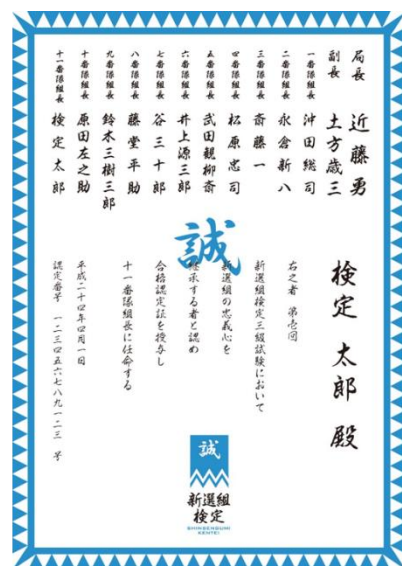 局長 近藤勇
副長 土方歳三
一番隊組長 沖田総司
二番隊組長 永倉新八
三番隊組長 斎藤一
四番隊組長 松原忠司
五番隊組長 武田観柳斎
六番隊組長 井上源三郎
七番隊組長 谷三十郎
八番隊組長 藤堂平助
九番隊組長 鈴木三樹三郎
十番隊組長 原田左之助
十一番隊組長 検定太郎
誠
検定 太郎 殿
右之者 第壱回
新選組検定三級試験において
新選組の忠義心を
継承する者と認め
合格認定証を授与し
十一番隊組長に任命する
平成二十四年四月一日
認定番号 一二三四五六七八九一二三 号
誠
新選組
検定
SHINSENGUMI
KENTEI